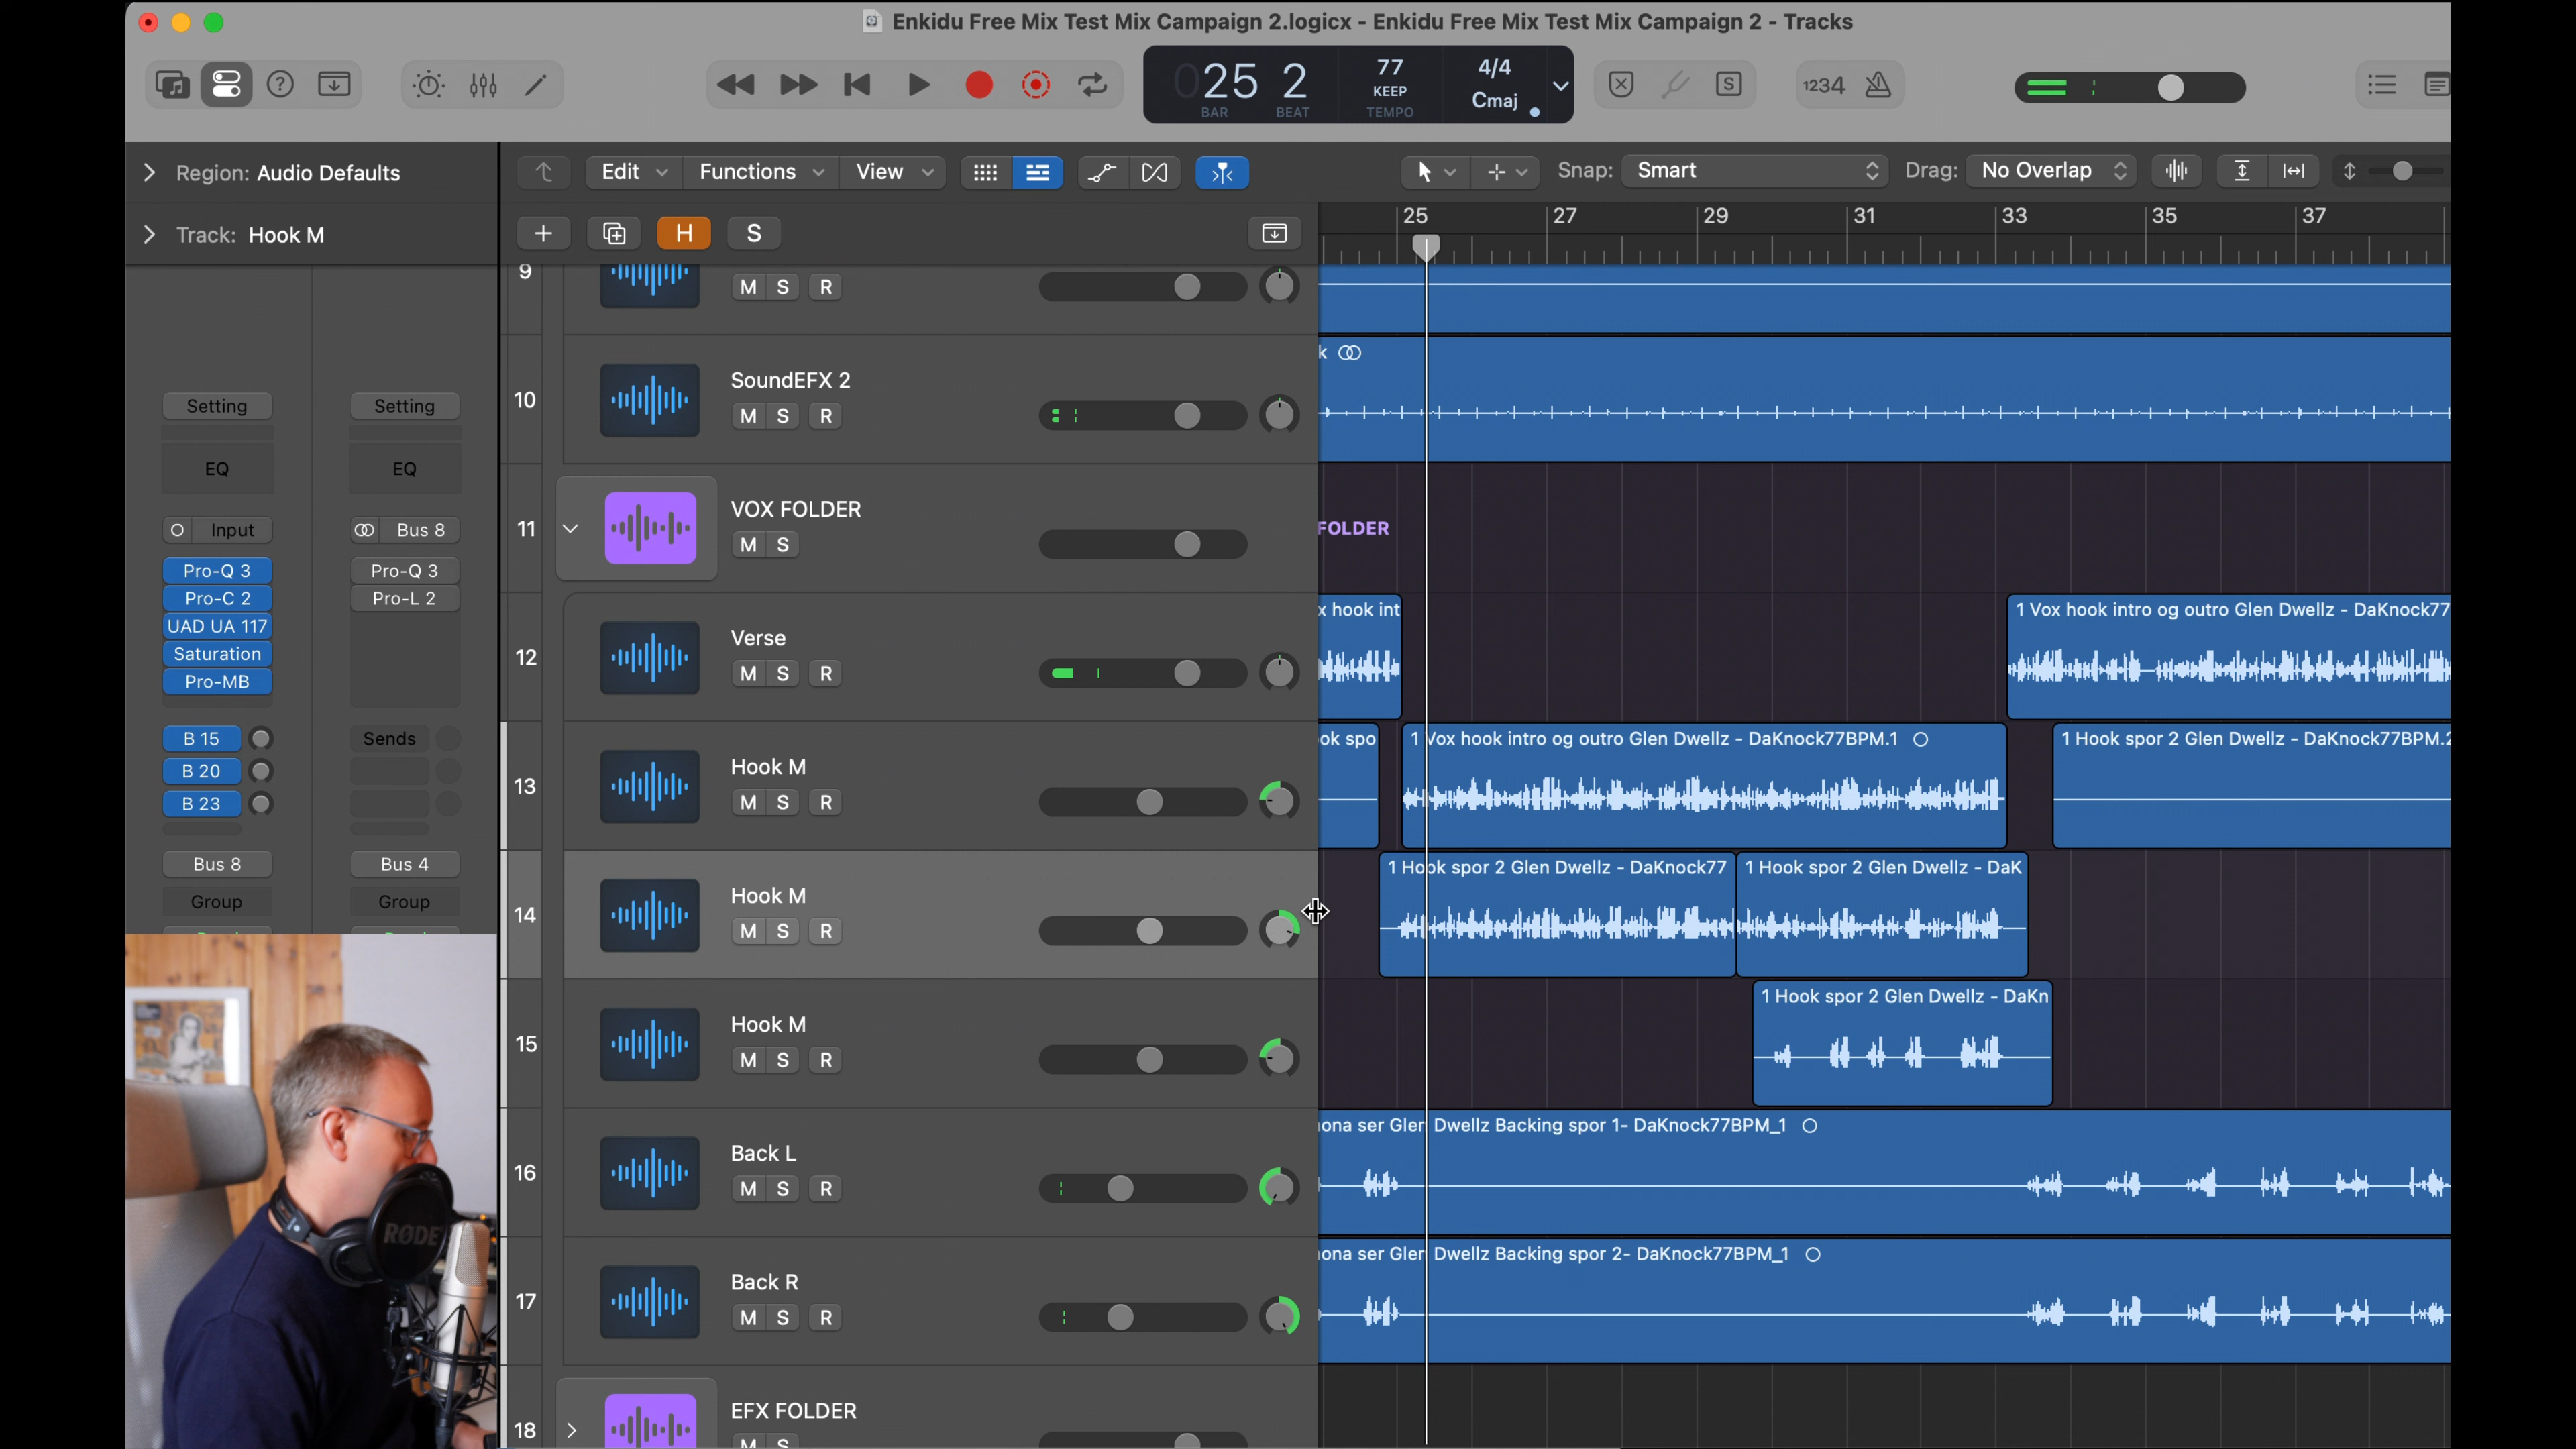 Enkidu Free Mix Test Mix Campaign 2.logicx - Enkidu Free Mix Test Mix Campaign 2 - Tracks
25 2 77 4/4
KEEP Cmaj
BAR BEAT TEMPO
S 1234
Region: Audio Defaults
Edit Functions View Snap: Smart Drag: No Overlap
Track: Hook M
H S
25 27 29 31 33 35 37
9
M S R
10
SoundEFX 2
M S R
k
Setting Setting
EQ EQ
11
VOX FOLDER
M S
FOLDER
Input Bus 8
Pro-Q 3 Pro-Q 3
Pro-C 2 Pro-L 2
UAD UA 117
Saturation
Pro-MB
12
Verse
M S R
x hook int
1 Vox hook intro og outro Glen Dwellz - DaKnock77
B 15 Sends
B 20
B 23
13
Hook M
M S R
ok spo
1 Vox hook intro og outro Glen Dwellz - DaKnock77BPM.1
1 Hook spor 2 Glen Dwellz - DaKnock77BPM.2
Bus 8 Bus 4
Group Group
14
Hook M
M S R
1 Hook spor 2 Glen Dwellz - DaKnock77
1 Hook spor 2 Glen Dwellz - DaK
15
Hook M
M S R
1 Hook spor 2 Glen Dwellz - DaKn
16
Back L
M S R
ona ser Glen Dwellz Backing spor 1- DaKnock77BPM_1
17
Back R
M S R
ona ser Glen Dwellz Backing spor 2- DaKnock77BPM_1
RØDE
18
EFX FOLDER
M S